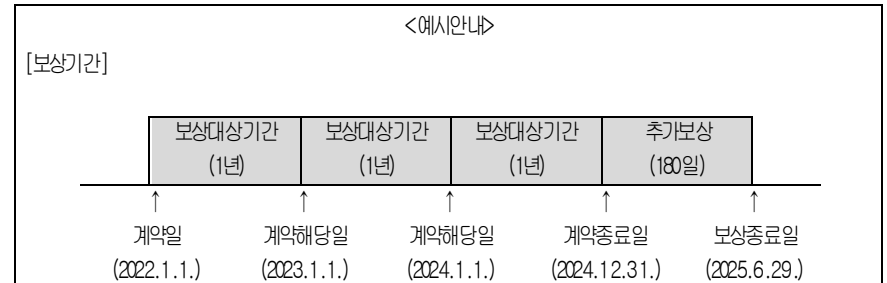 <예시안내>
[보상기간]
보상대상기간 보상대상기간 보상대상기간 추가보상
(1년) (1년) (1년) (180일)
↑ ↑ ↑ ↑ ↑
계약일 계약해당일 계약해당일 계약종료일 보상종료일
(2022.1.1.) (2023.1.1.) (2024.1.1.) (2024.12.31.) (2025.6.29.)